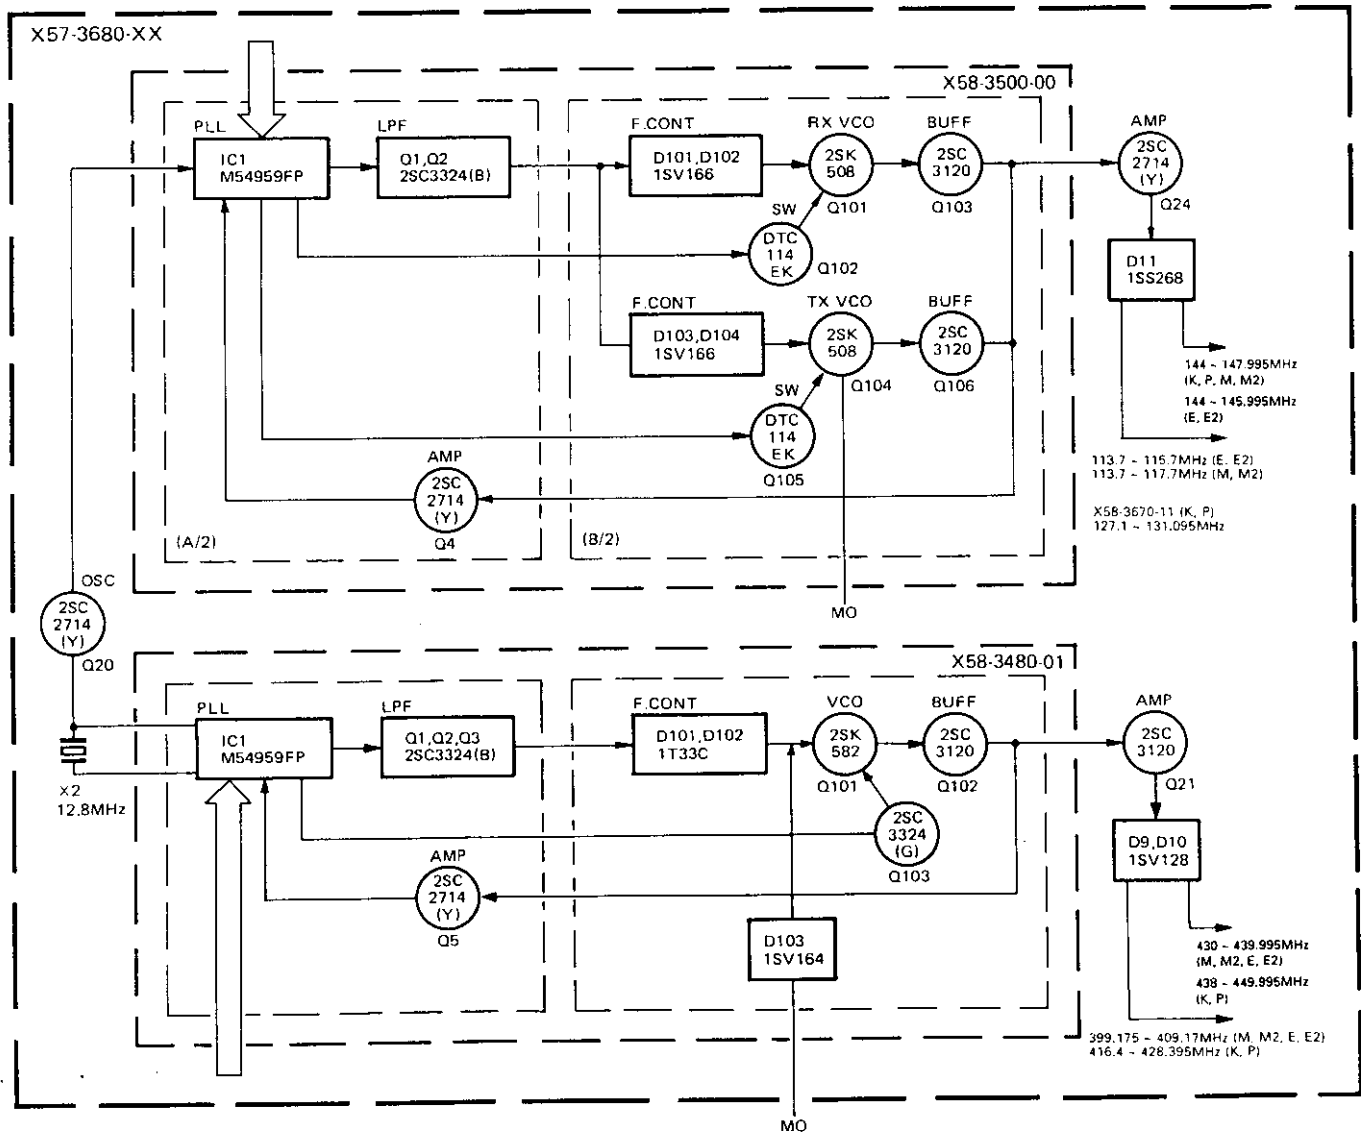 X57-3680-XX
X58-3500-00
PLL
IC1
M54959FP
LPF
Q1,Q2
2SC3324(B)
F.CONT
D101,D102
1SV166
RX VCO
2SK
508
Q101
BUFF
2SC
3120
Q103
AMP
2SC
2714
(Y)
Q24
SW
DTC
114
EK
Q102
D11
1SS268
F.CONT
D103,D104
1SV166
TX VCO
2SK
508
Q104
BUFF
2SC
3120
Q106
144 ~ 147.995MHz
(K, P, M, M2)
144 ~ 145.995MHz
(E, E2)
SW
DTC
114
EK
Q105
113.7 ~ 115.7MHz (E, E2)
113.7 ~ 117.7MHz (M, M2)
X58-3670-11 (K, P)
127.1 ~ 131.095MHz
AMP
2SC
2714
(Y)
Q4
(A/2)
(B/2)
MO
OSC
2SC
2714
(Y)
Q20
X2
12.8MHz
X58-3480-01
PLL
IC1
M54959FP
LPF
Q1,Q2,Q3
2SC3324(B)
F.CONT
D101,D102
1T33C
VCO
2SK
582
Q101
BUFF
2SC
3120
Q102
AMP
2SC
3120
Q21
2SC
3324
(G)
Q103
D9,D10
1SV128
AMP
2SC
2714
(Y)
Q5
D103
1SV164
430 ~ 439.995MHz
(M, M2, E, E2)
438 ~ 449.995MHz
(K, P)
399.175 ~ 409.17MHz (M, M2, E, E2)
416.4 ~ 428.395MHz (K, P)
MO